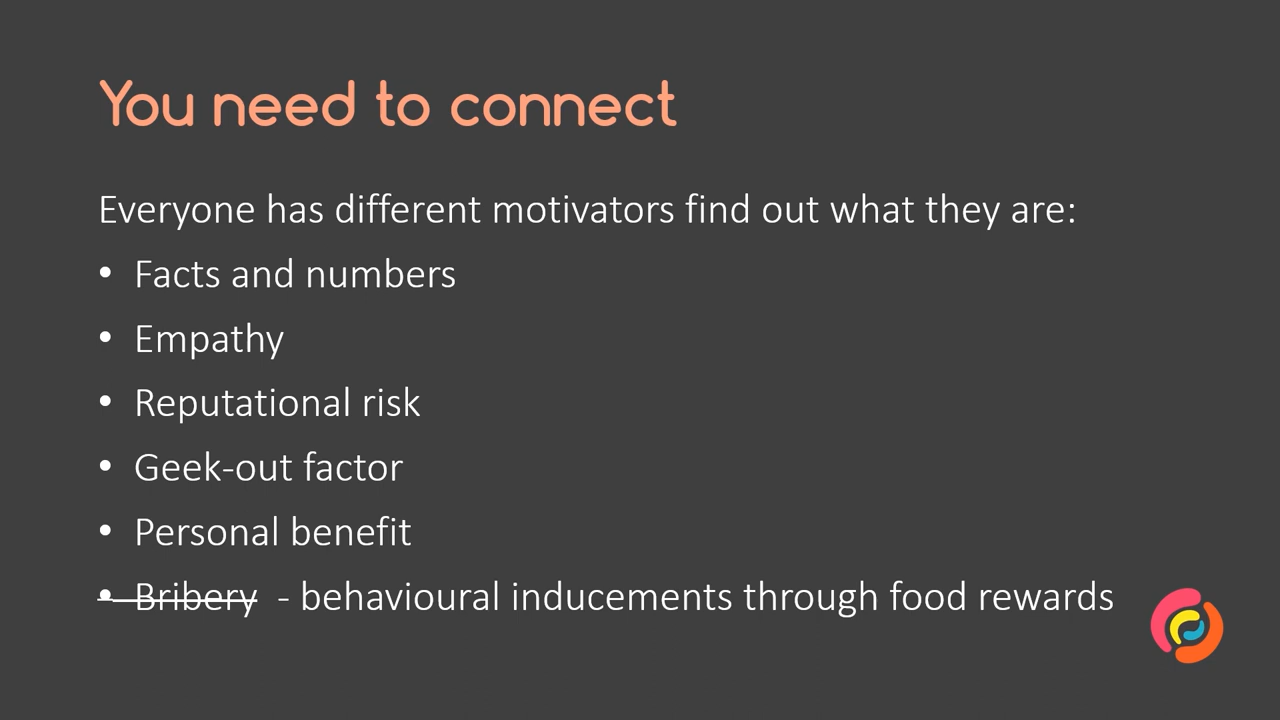 You need to connect
Everyone has different motivators find out what they are:
• Facts and numbers
• Empathy
• Reputational risk
• Geek-out factor
• Personal benefit
• Bribery - behavioural inducements through food rewards